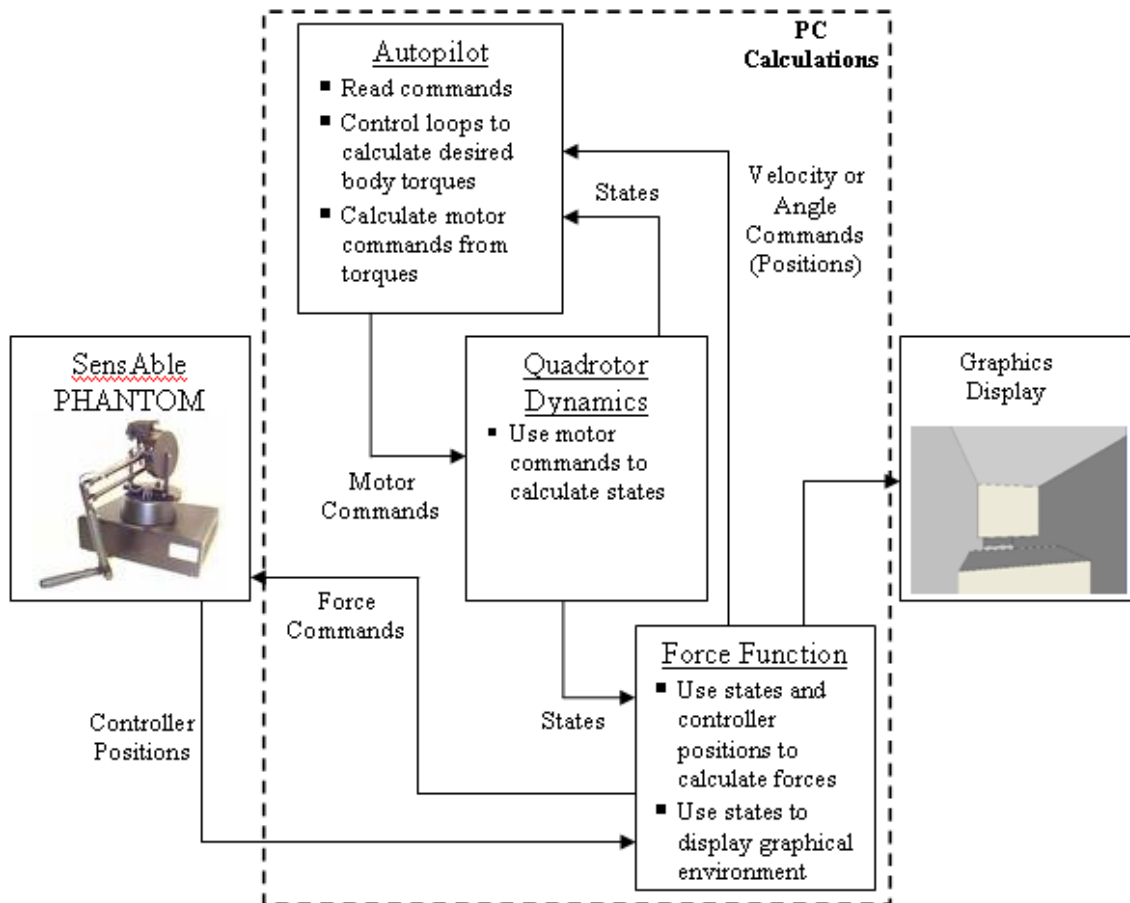 PC
Calculations
Autopilot
▪ Read commands
▪ Control loops to
calculate desired
body torques
▪ Calculate motor
commands from
torques
States
Velocity or
Angle
Commands
(Positions)
SensAble
PHANTOM
Motor
Commands
Quadrotor
Dynamics
▪ Use motor
commands to
calculate states
Graphics
Display
Force
Commands
Controller
Positions
States
Force Function
▪ Use states and
controller
positions to
calculate forces
▪ Use states to
display graphical
environment